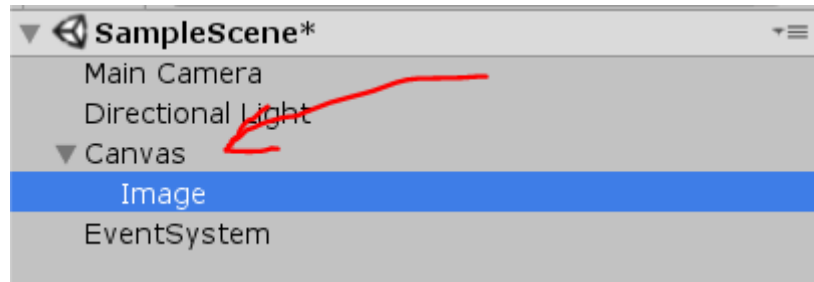 SampleScene*
Main Camera
Directional Light
Canvas
Image
EventSystem